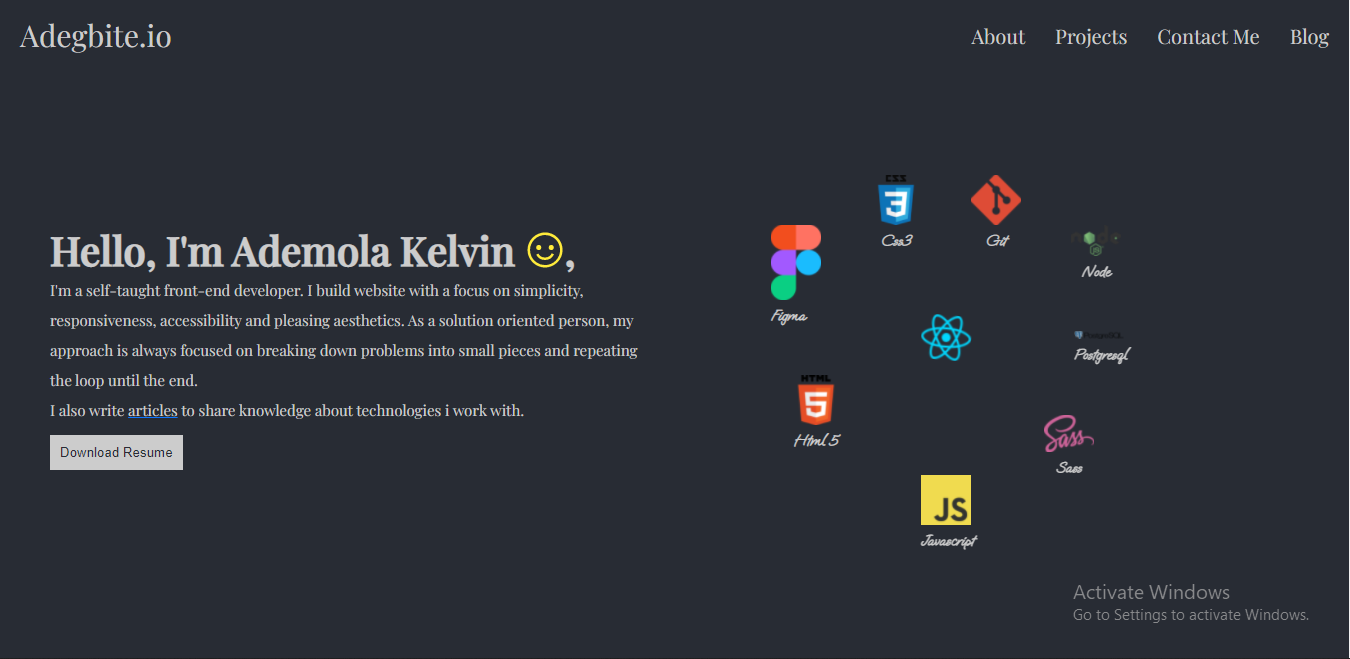 Adegbite.io
About Projects Contact Me Blog
Hello, I'm Ademola Kelvin ,
I'm a self-taught front-end developer. I build website with a focus on simplicity,
responsiveness, accessibility and pleasing aesthetics. As a solution oriented person, my
approach is always focused on breaking down problems into small pieces and repeating
the loop until the end.
I also write articles to share knowledge about technologies i work with.
Download Resume
CSS
3
Css3
Git
node
Node
Figma
PostgreSQL
Postgresql
HTML
5
Html 5
Sass
Sass
JS
Javascript
Activate Windows
Go to Settings to activate Windows.